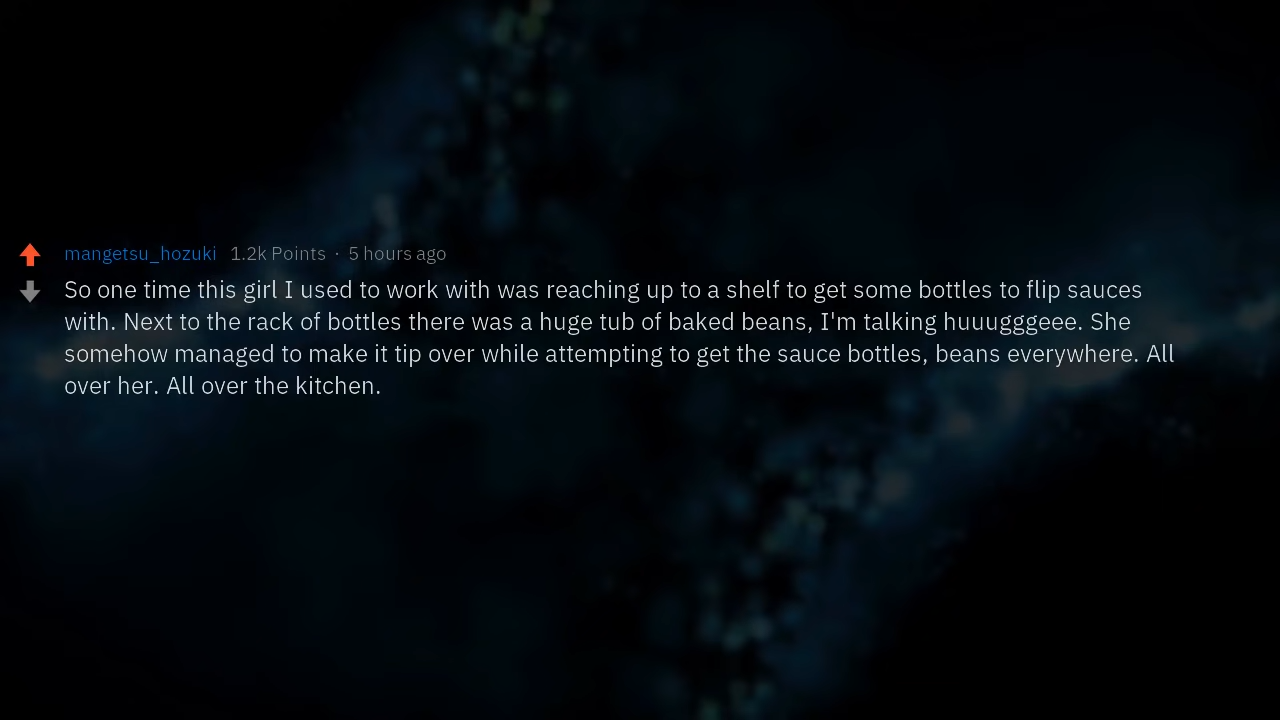 mangetsu_hozuki 1.2k Points · 5 hours ago
So one time this girl I used to work with was reaching up to a shelf to get some bottles to flip sauces
with. Next to the rack of bottles there was a huge tub of baked beans, I'm talking huuugggeee. She
somehow managed to make it tip over while attempting to get the sauce bottles, beans everywhere. All
over her. All over the kitchen.